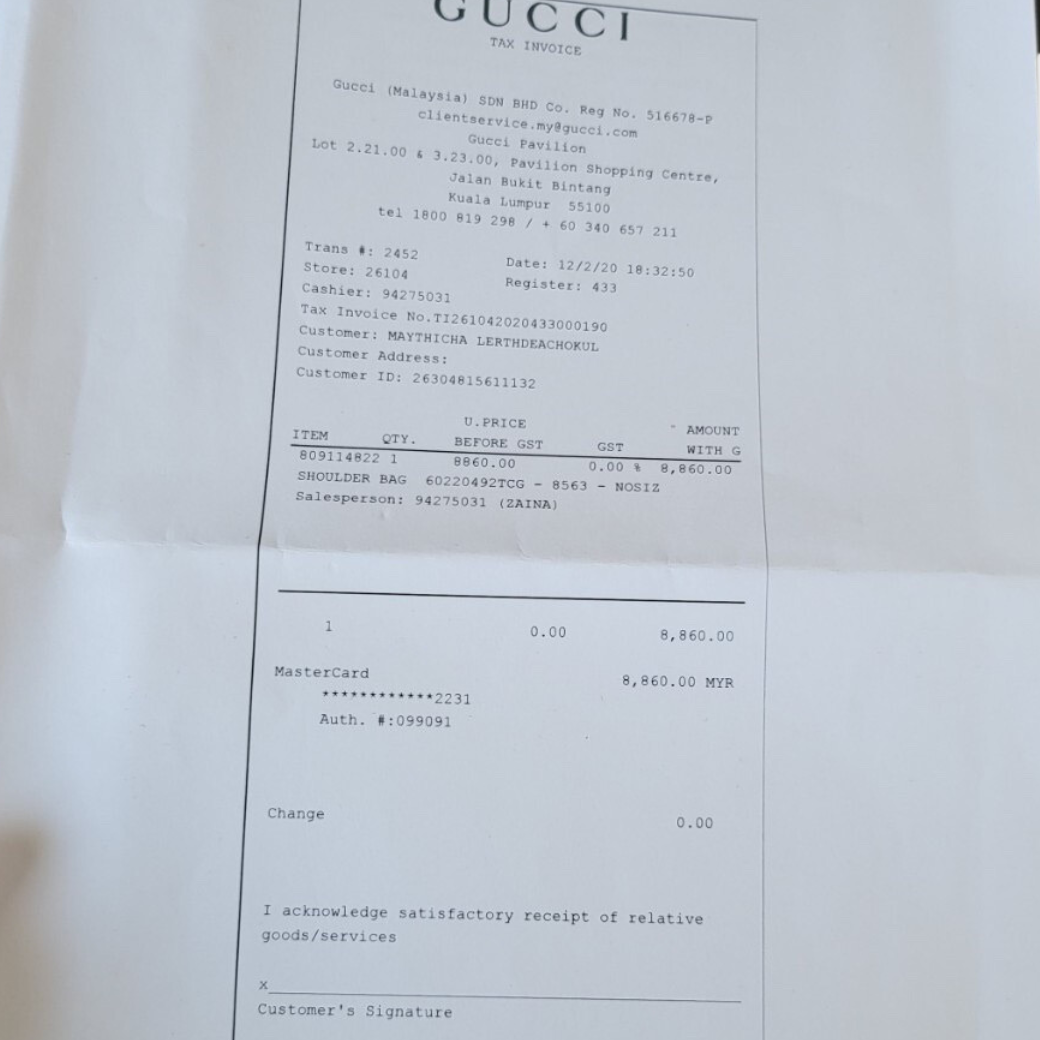 GUCCI
TAX INVOICE
Gucci (Malaysia) SDN BHD Co. Reg No. 516678-P
clientservice.my@gucci.com
Gucci Pavilion
Lot 2.21.00 & 3.23.00, Pavilion Shopping Centre,
Jalan Bukit Bintang
Kuala Lumpur 55100
tel 1800 819 298 / + 60 340 657 211
Trans #: 2452 Date: 12/2/20 18:32:50
Store: 26104 Register: 433
Cashier: 94275031
Tax Invoice No.TI261042020433000190
Customer: MAYTHICHA LERTHDEACHOKUL
Customer Address:
Customer ID: 26304815611132
U.PRICE AMOUNT
ITEM QTY. BEFORE GST GST WITH G
809114822 1 8860.00 0.00 % 8,860.00
SHOULDER BAG 60220492TCG - 8563 - NOSIZ
Salesperson: 94275031 (ZAINA)
1 0.00 8,860.00
MasterCard 8,860.00 MYR
************2231
Auth. #:099091
Change 0.00
I acknowledge satisfactory receipt of relative
goods/services
x
Customer's Signature